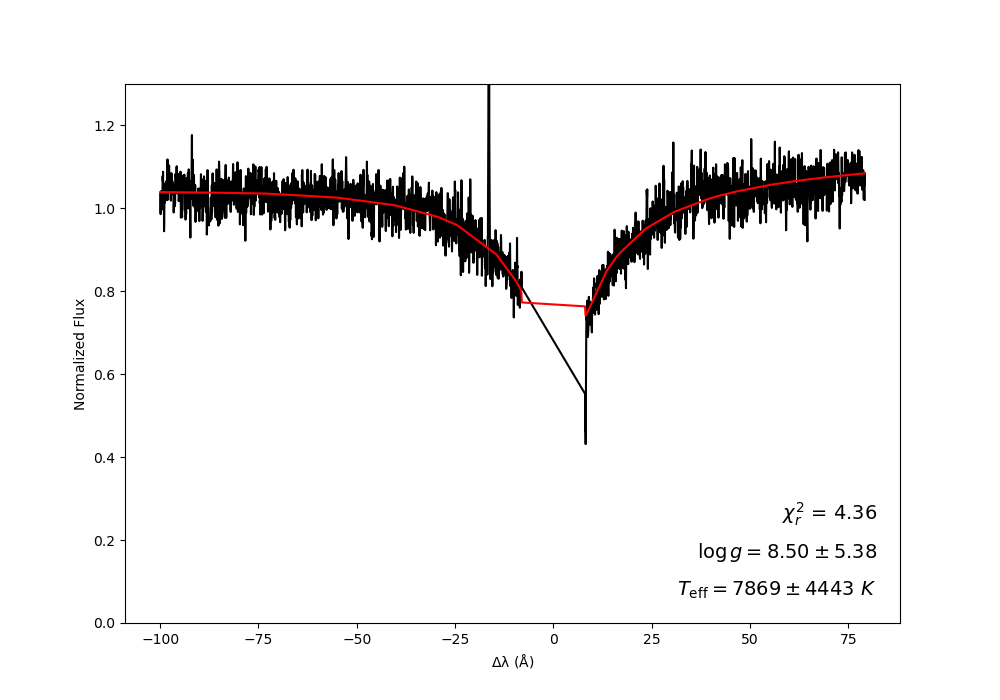 1.2
1.0
0.8
0.6
0.4
0.2
0.0
Normalized Flux
χ²ᵣ = 4.36
log g = 8.50 ± 5.38
T_eff = 7869 ± 4443 K
−100 −75 −50 −25 0 25 50 75
Δλ (Å)